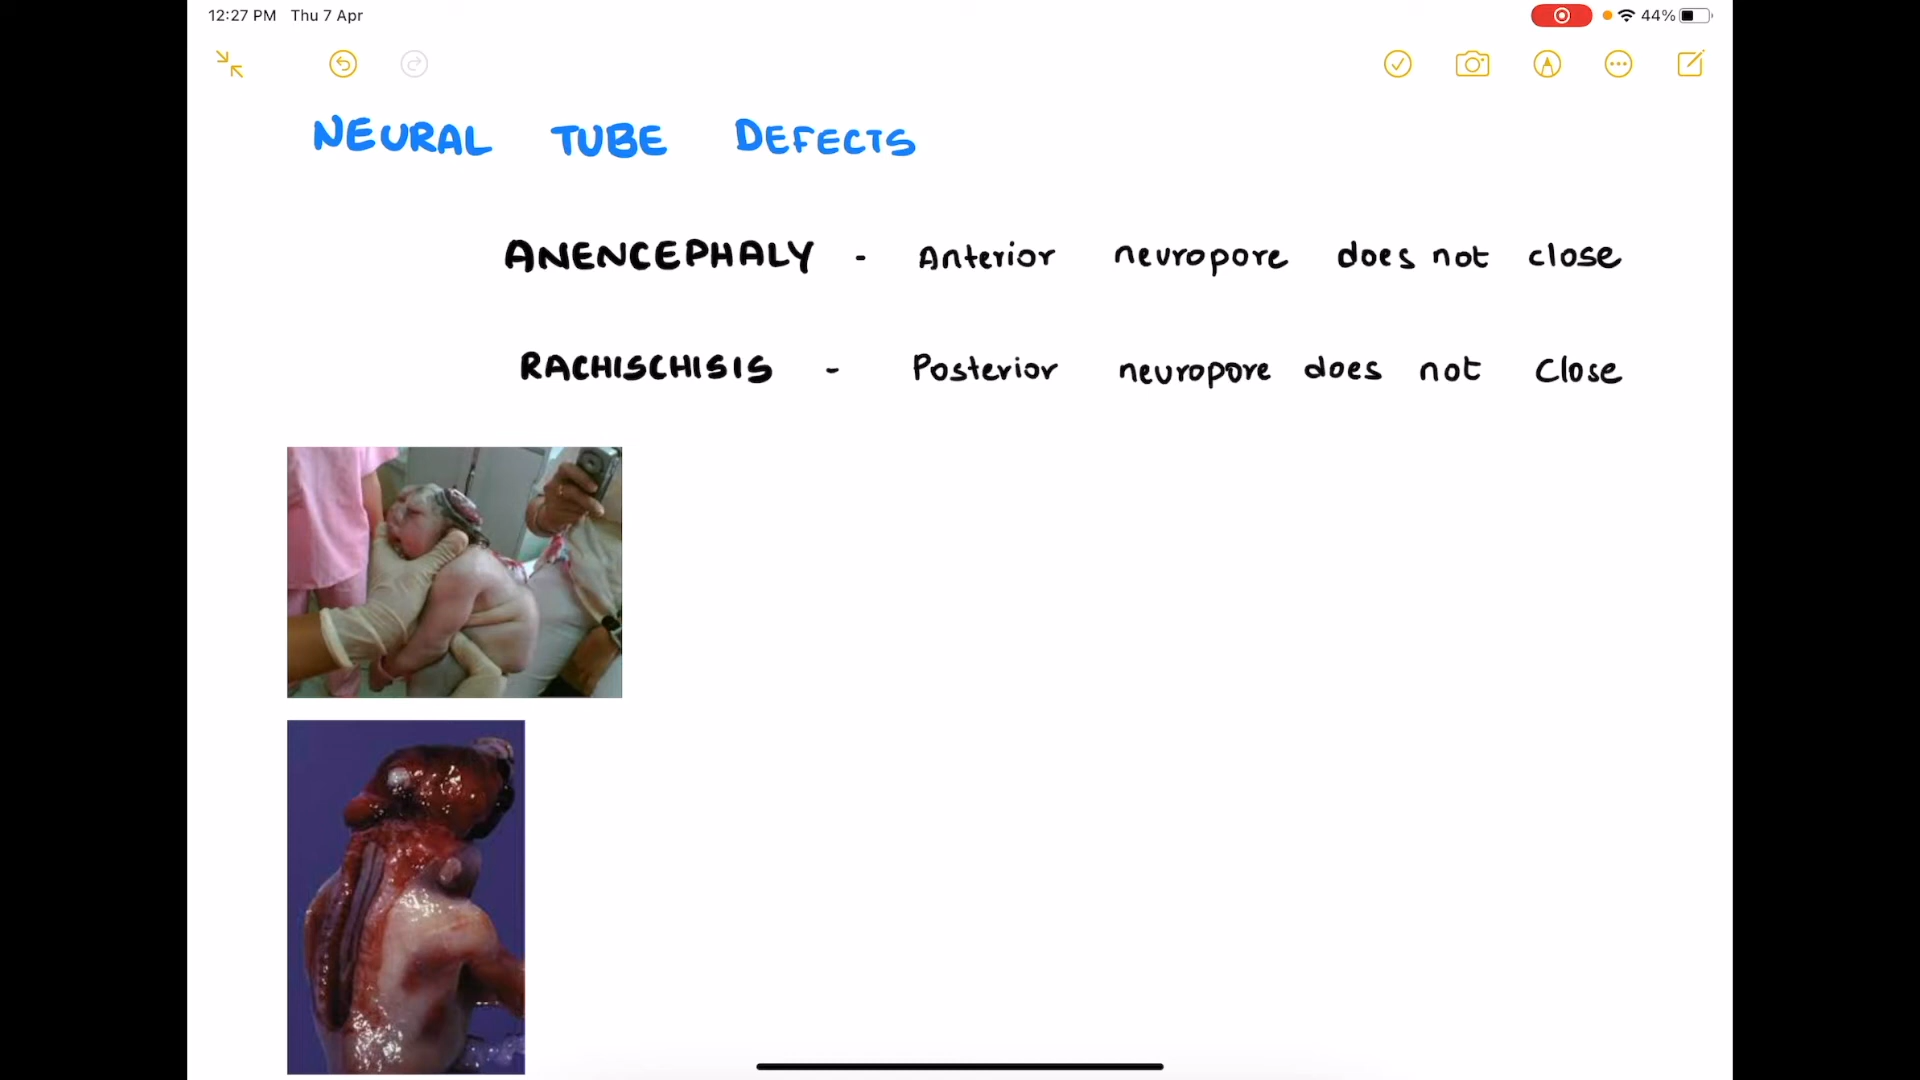 12:27 PM Thu 7 Apr 44%
NEURAL TUBE DEFECTS
ANENCEPHALY - Anterior neuropore does not close
RACHISCHISIS - Posterior neuropore does not Close